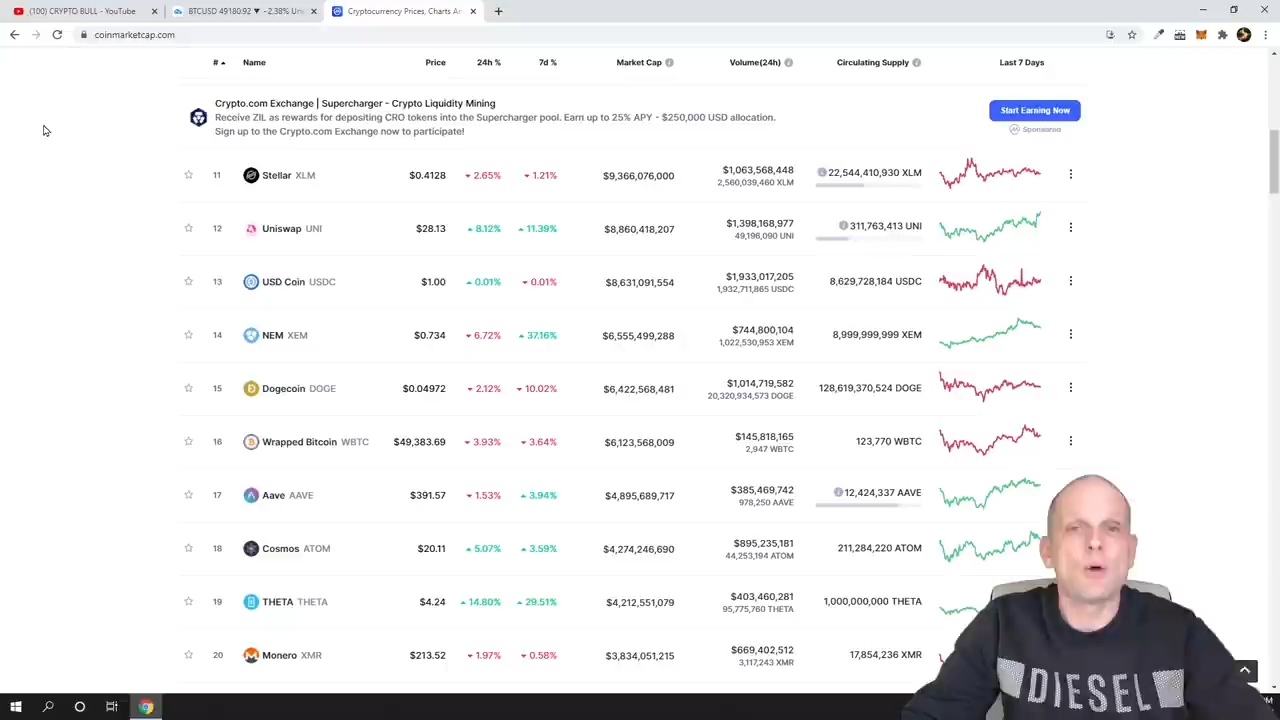 (100) CRYPTO BULL - YouTube
BTCUSD 49180.92 ▼ -2.38% Un
Cryptocurrency Prices, Charts An
coinmarketcap.com
# Name Price 24h % 7d % Market Cap Volume(24h) Circulating Supply Last 7 Days
Crypto.com Exchange | Supercharger - Crypto Liquidity Mining
Receive ZIL as rewards for depositing CRO tokens into the Supercharger pool. Earn up to 25% APY - $250,000 USD allocation.
Sign up to the Crypto.com Exchange now to participate!
Start Earning Now
Sponsored
11 Stellar XLM $0.4128 2.65% 1.21% $9,366,076,000 $1,063,568,448 22,544,410,930 XLM
2,560,039,460 XLM
12 Uniswap UNI $28.13 8.12% 11.39% $8,860,418,207 $1,398,168,977 311,763,413 UNI
49,196,090 UNI
13 USD Coin USDC $1.00 0.01% 0.01% $8,631,091,554 $1,933,017,205 8,629,728,184 USDC
1,932,711,865 USDC
14 NEM XEM $0.734 6.72% 37.16% $6,555,499,288 $744,800,104 8,999,999,999 XEM
1,022,530,953 XEM
15 Dogecoin DOGE $0.04972 2.12% 10.02% $6,422,568,481 $1,014,719,582 128,619,370,524 DOGE
20,320,934,573 DOGE
16 Wrapped Bitcoin WBTC $49,383.69 3.93% 3.64% $6,123,568,009 $145,818,165 123,770 WBTC
2,947 WBTC
17 Aave AAVE $391.57 1.53% 3.94% $4,895,689,717 $385,469,742 12,424,337 AAVE
978,250 AAVE
18 Cosmos ATOM $20.11 5.07% 3.59% $4,274,246,690 $895,235,181 211,284,220 ATOM
44,253,194 ATOM
19 THETA THETA $4.24 14.80% 29.51% $4,212,551,079 $403,460,281 1,000,000,000 THETA
95,775,760 THETA
20 Monero XMR $213.52 1.97% 0.58% $3,834,051,215 $669,402,512 17,854,236 XMR
3,117,243 XMR
DIESEL